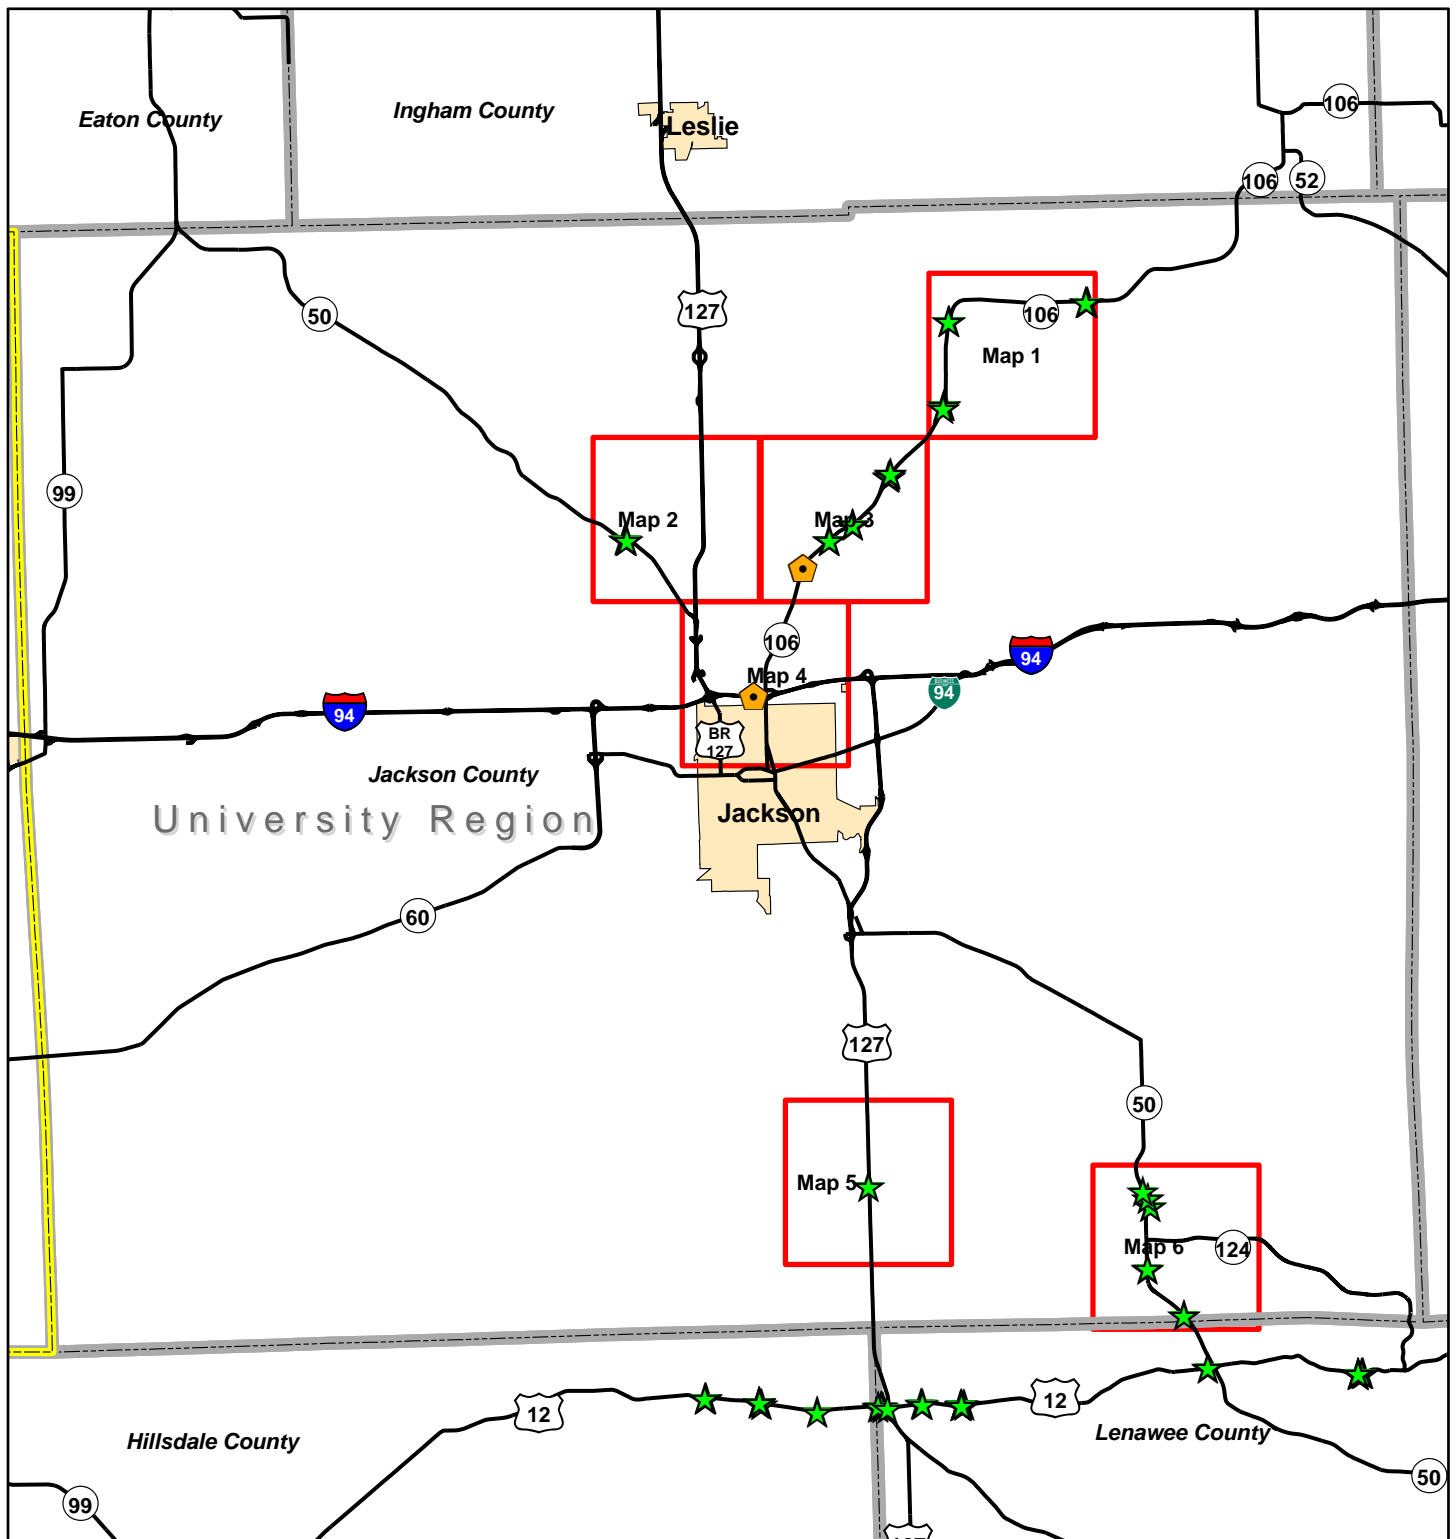 Eaton County
Ingham County
Leslie
106
106
52
50
127
106
Map 1
99
Map 2
Map 3
106
94
Map 4
94
94
BR
127
Jackson County
University Region
Jackson
60
127
50
Map 5
Map 6
124
12
12
Hillsdale County
Lenawee County
50
99